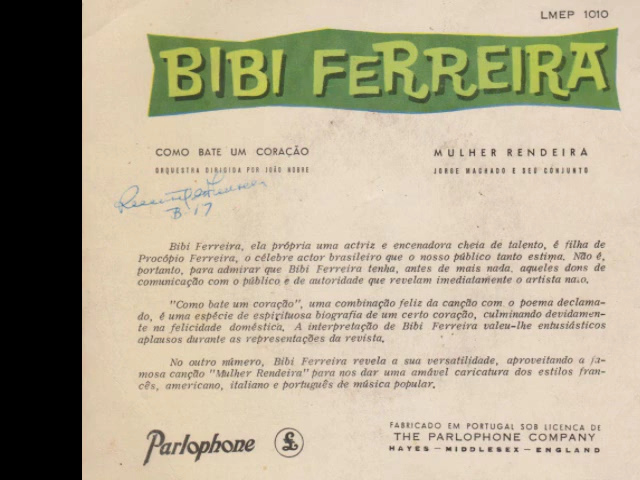 LMEP 1010
BIBI FERREIRA
COMO BATE UM CORAÇÃO
ORQUESTRA DIRIGIDA POR JOÃO NOBRE
MULHER RENDEIRA
JORGE MACHADO E SEU CONJUNTO
B-17
Bibi Ferreira, ela própria uma actriz e encenadora cheia de talento, é filha de
Procópio Ferreira, o célebre actor brasileiro que o nosso público tanto estima. Não é,
portanto, para admirar que Bibi Ferreira tenha, antes de mais nada, aqueles dons de
comunicação com o público e de autoridade que revelam imediatamente o artista
"Como bate um coração", uma combinação feliz da canção com o poema declama-
do, é uma espécie de espirituosa biografia de um certo coração, culminando devidamen-
te na felicidade doméstica. A interpretação de Bibi Ferreira valeu-lhe entusiásticos
aplausos durante as representações da revista.
No outro número, Bibi Ferreira revela a sua versatilidade, aproveitando a fa-
mosa canção "Mulher Rendeira" para nos dar uma amável caricatura dos estilos fran-
cês, americano, italiano e português de música popular.
Parlophone
£
FABRICADO EM PORTUGAL SOB LICENCA DE
THE PARLOPHONE COMPANY
HAYES — MIDDLESEX — ENGLAND